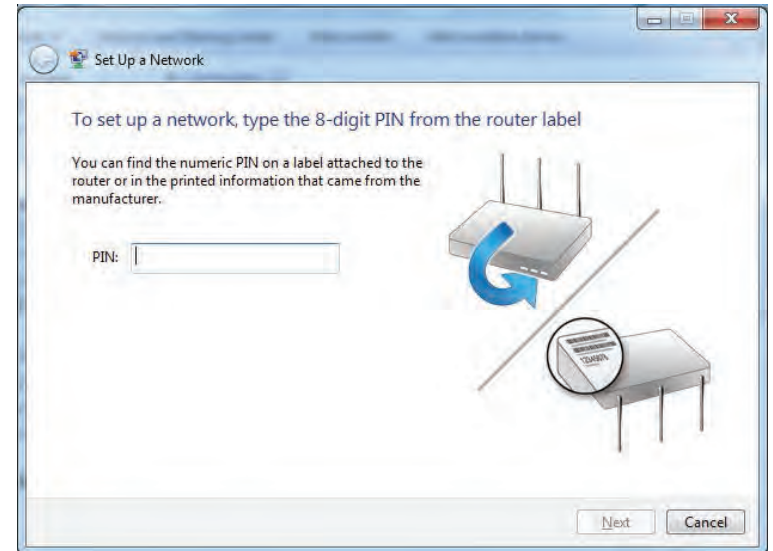 Set Up a Network
To set up a network, type the 8-digit PIN from the router label
You can find the numeric PIN on a label attached to the
router or in the printed information that came from the
manufacturer.
PIN:
12345678
Next
Cancel